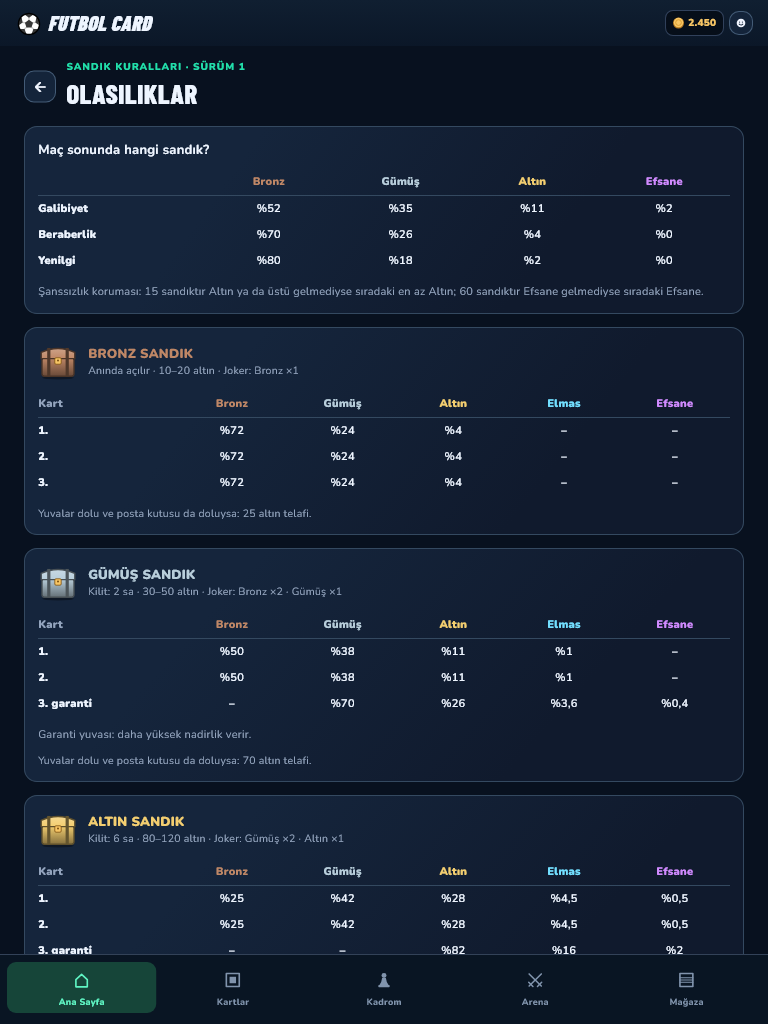 FUTBOL CARD
2.450
SANDIK KURALLARI · SÜRÜM 1
OLASILIKLAR
Maç sonunda hangi sandık?
Bronz Gümüş Altın Efsane
Galibiyet %52 %35 %11 %2
Beraberlik %70 %26 %4 %0
Yenilgi %80 %18 %2 %0
Şanssızlık koruması: 15 sandıktır Altın ya da üstü gelmediyse sıradaki en az Altın; 60 sandıktır Efsane gelmediyse sıradaki Efsane.
BRONZ SANDIK
Anında açılır · 10–20 altın · Joker: Bronz ×1
Kart Bronz Gümüş Altın Elmas Efsane
1. %72 %24 %4 – –
2. %72 %24 %4 – –
3. %72 %24 %4 – –
Yuvalar dolu ve posta kutusu da doluysa: 25 altın telafi.
GÜMÜŞ SANDIK
Kilit: 2 sa · 30–50 altın · Joker: Bronz ×2 · Gümüş ×1
Kart Bronz Gümüş Altın Elmas Efsane
1. %50 %38 %11 %1 –
2. %50 %38 %11 %1 –
3. garanti – %70 %26 %3,6 %0,4
Garanti yuvası: daha yüksek nadirlik verir.
Yuvalar dolu ve posta kutusu da doluysa: 70 altın telafi.
ALTIN SANDIK
Kilit: 6 sa · 80–120 altın · Joker: Gümüş ×2 · Altın ×1
Kart Bronz Gümüş Altın Elmas Efsane
1. %25 %42 %28 %4,5 %0,5
2. %25 %42 %28 %4,5 %0,5
3. garanti – – %82 %16 %2
Ana Sayfa Kartlar Kadrom Arena Mağaza